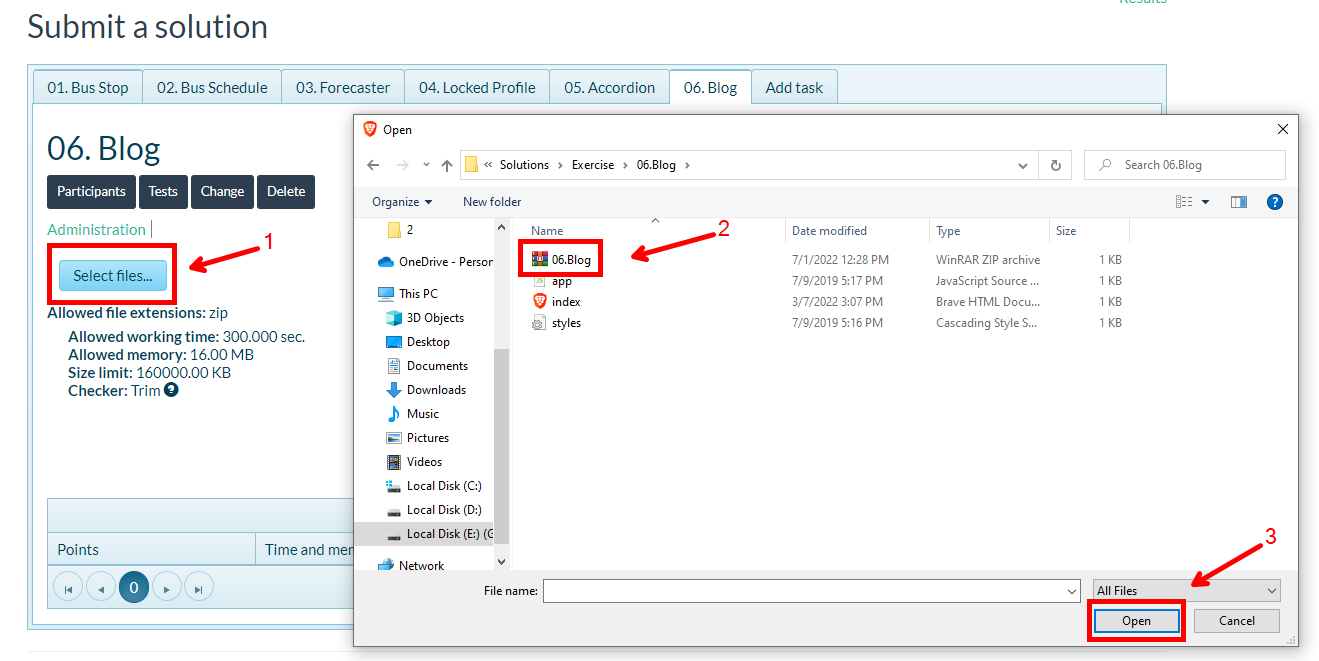 Results
Submit a solution
01. Bus Stop 02. Bus Schedule 03. Forecaster 04. Locked Profile 05. Accordion 06. Blog Add task
06. Blog
Participants Tests Change Delete
Administration
1
Select files...
Allowed file extensions: zip
Allowed working time: 300.000 sec.
Allowed memory: 16.00 MB
Size limit: 160000.00 KB
Checker: Trim ?
Points Time and mem
0
Open
« Solutions › Exercise › 06.Blog ›
Search 06.Blog
Organize New folder
?
2
OneDrive - Person
This PC
3D Objects
Desktop
Documents
Downloads
Music
Pictures
Videos
Local Disk (C:)
Local Disk (D:)
Local Disk (E:) (G
Network
Name Date modified Type Size
2
06.Blog 7/1/2022 12:28 PM WinRAR ZIP archive 1 KB
app 7/9/2019 5:17 PM JavaScript Source ... 1 KB
index 3/7/2022 3:07 PM Brave HTML Docu... 1 KB
styles 7/9/2019 5:16 PM Cascading Style S... 1 KB
3
File name: All Files
Open Cancel